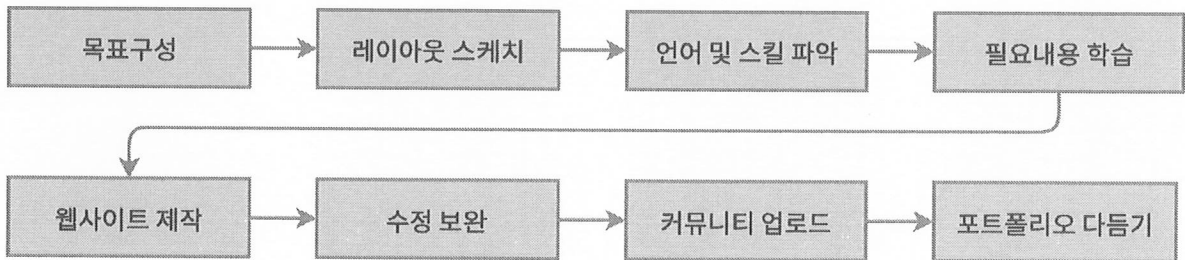 목표구성
레이아웃 스케치
언어 및 스킬 파악
필요내용 학습
웹사이트 제작
수정 보완
커뮤니티 업로드
포트폴리오 다듬기